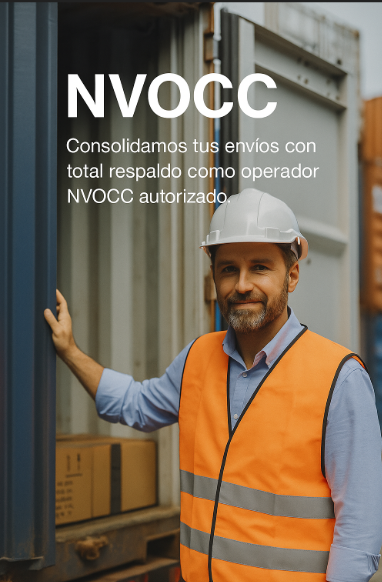 NVOCC
Consolidamos tus envíos con
total respaldo como operador
NVOCC autorizado.